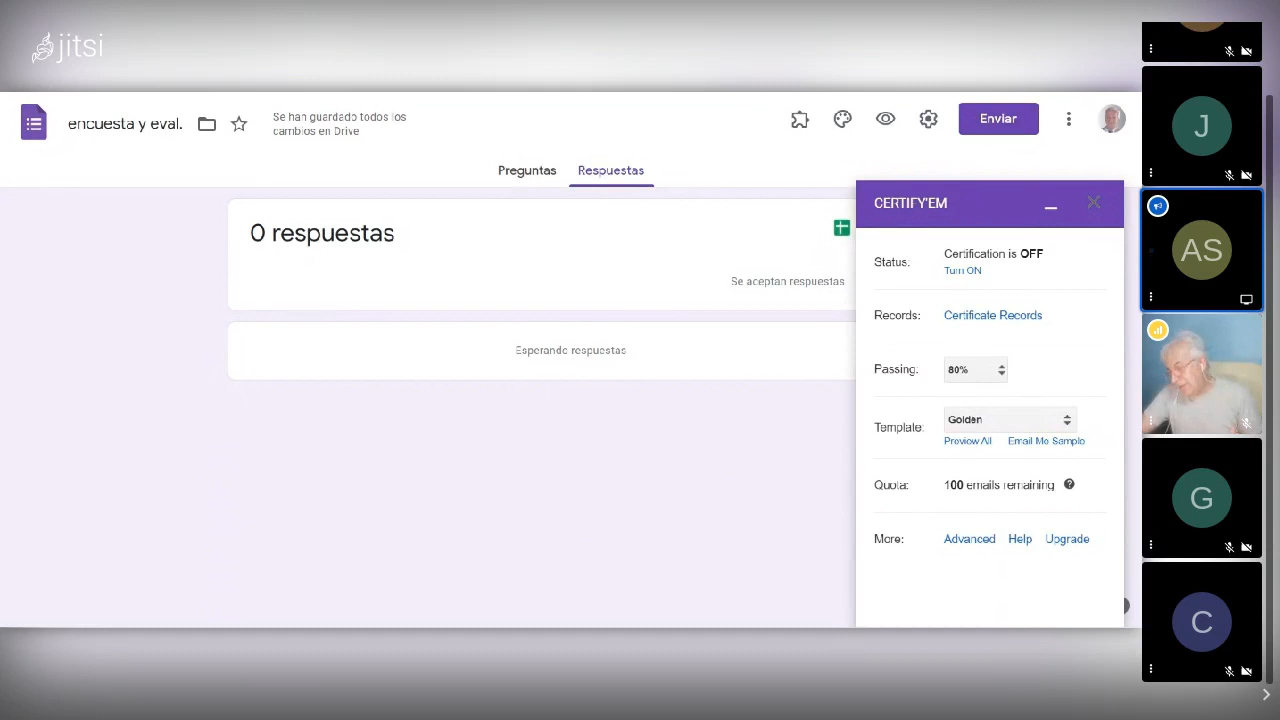 jitsi
encuesta y eval.
Se han guardado todos los
cambios en Drive
Enviar
Preguntas
Respuestas
0 respuestas
Se aceptan respuestas
Esperando respuestas
CERTIFY'EM
Status:
Certification is OFF
Turn ON
Records:
Certificate Records
Passing:
80%
Template:
Golden
Preview All
Email Me Sample
Quota:
100 emails remaining
More:
Advanced
Help
Upgrade
J
AS
G
C